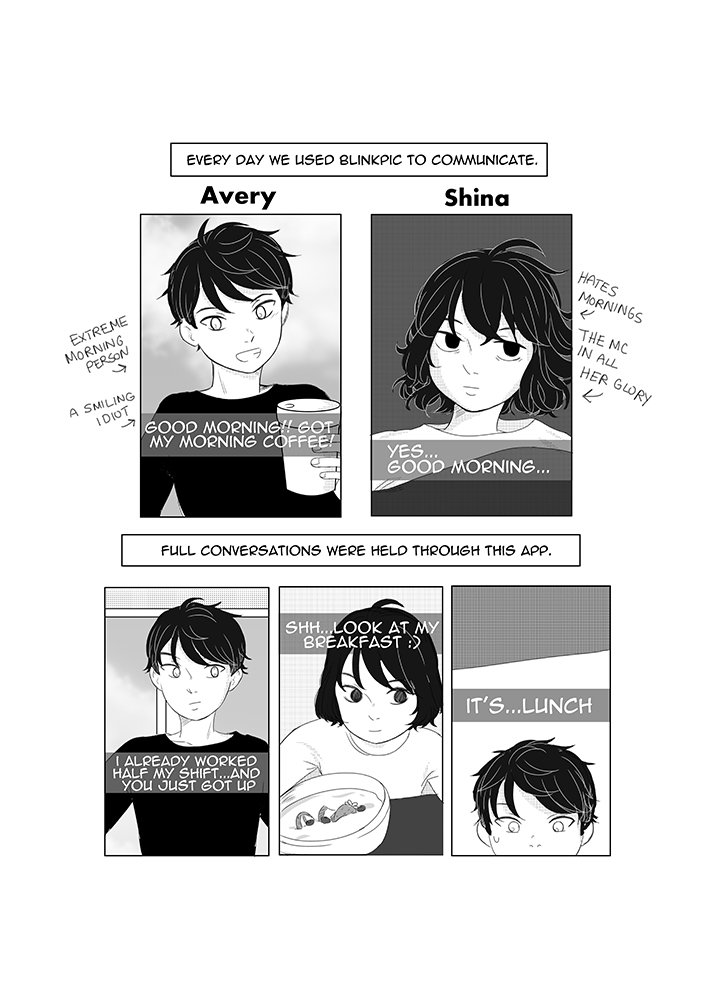 EVERY DAY WE USED BLINKPIC TO COMMUNICATE.
Avery
Shina
EXTREME
MORNING
PERSON
A SMILING
IDIOT
GOOD MORNING!! GOT
MY MORNING COFFEE!
HATES
MORNINGS
THE MC
IN ALL
HER GLORY
YES...
GOOD MORNING...
FULL CONVERSATIONS WERE HELD THROUGH THIS APP.
I ALREADY WORKED
HALF MY SHIFT...AND
YOU JUST GOT UP
SHH...LOOK AT MY
BREAKFAST :)
IT'S...LUNCH